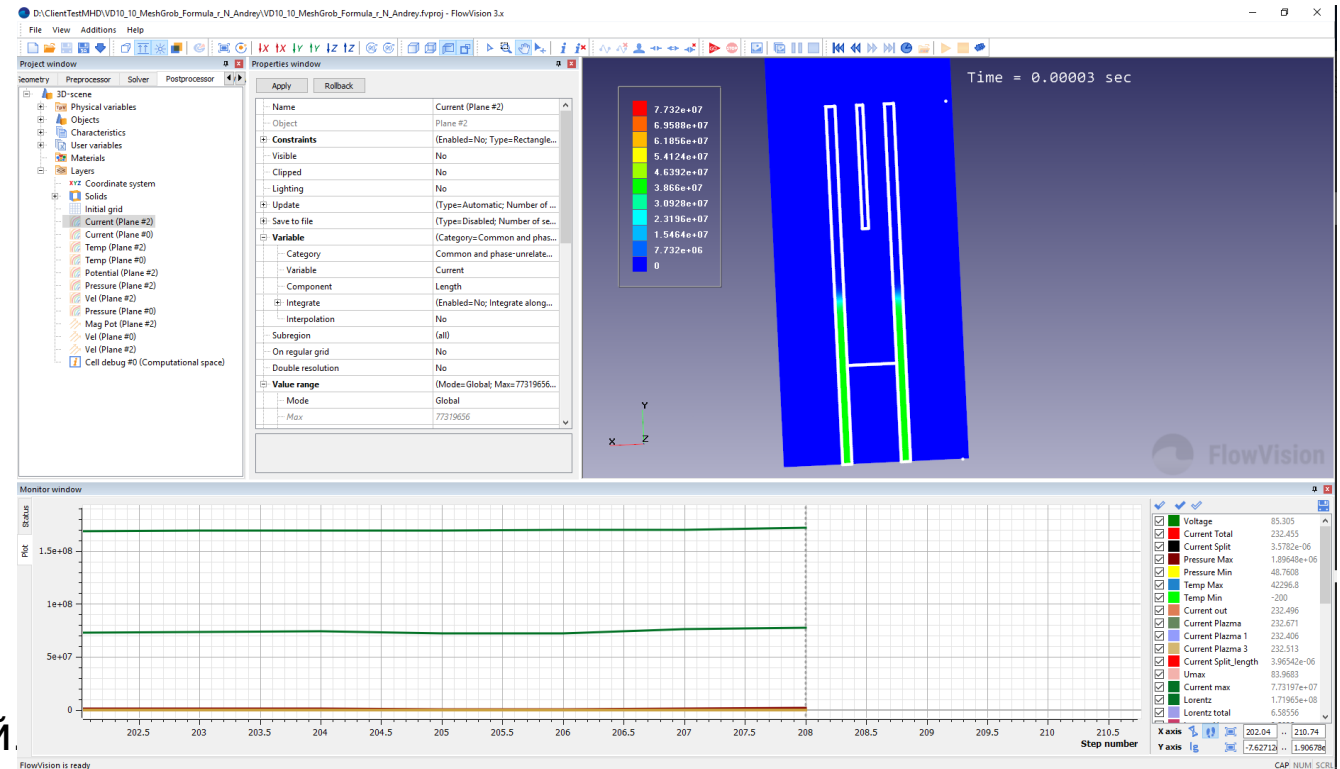 D:\ClientTestMHD\VD10_10_MeshGrob_Formula_r_N_Andrey\VD10_10_MeshGrob_Formula_r_N_Andrey.fvproj - FlowVision 3.x
File View Additions Help
Project window
Properties window
eometry Preprocessor Solver Postprocessor
3D-scene
Physical variables
Objects
Characteristics
User variables
Materials
Layers
XYZ Coordinate system
Solids
Initial grid
Current (Plane #2)
Current (Plane #0)
Temp (Plane #2)
Temp (Plane #0)
Potential (Plane #2)
Pressure (Plane #2)
Vel (Plane #2)
Pressure (Plane #0)
Mag Pot (Plane #2)
Vel (Plane #0)
Vel (Plane #2)
Cell debug #0 (Computational space)
Apply Rollback
Name Current (Plane #2)
Object Plane #2
Constraints (Enabled=No; Type=Rectangle...
Visible No
Clipped No
Lighting No
Update (Type=Automatic; Number of ...
Save to file (Type=Disabled; Number of se...
Variable (Category=Common and phas...
Category Common and phase-unrelate...
Variable Current
Component Length
Integrate (Enabled=No; Integrate along...
Interpolation No
Subregion (all)
On regular grid No
Double resolution No
Value range (Mode=Global; Max=77319656...
Mode Global
Max 77319656
Time = 0.00003 sec
7.732e+07
6.9588e+07
6.1856e+07
5.4124e+07
4.6392e+07
3.866e+07
3.0928e+07
2.3196e+07
1.5464e+07
7.732e+06
0
Y
X Z
FlowVision
Monitor window
Status
Plot
1.5e+08
1e+08
5e+07
0
202.5 203 203.5 204 204.5 205 205.5 206 206.5 207 207.5 208 208.5 209 209.5 210 210.5
Step number
Voltage 85.305
Current Total 232.455
Current Split 3.5782e-06
Pressure Max 1.89648e+06
Pressure Min 48.7608
Temp Max 42296.8
Temp Min -200
Current out 232.496
Current Plazma 232.671
Current Plazma 1 232.406
Current Plazma 3 232.513
Current Split_length 3.96542e-06
Umax 83.9683
Current max 7.73197e+07
Lorentz 1.71965e+08
Lorentz total 6.58556
X axis 202.04 .. 210.74
Y axis lg -7.62712 .. 1.90678e
й.
FlowVision is ready
CAP NUM SCRL